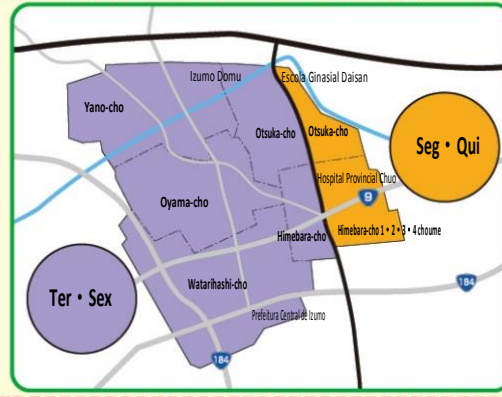 Izumo Domu
Escola Ginasial Daisan
Yano-cho
Otsuka-cho
Otsuka-cho
Seg・Qui
Hospital Provincial Chuo
Oyama-cho
9
Himebara-cho
Himebara-cho 1・2・3・4 choume
Watarihashi-cho
184
Ter・Sex
Prefeitura Central de Izumo
184